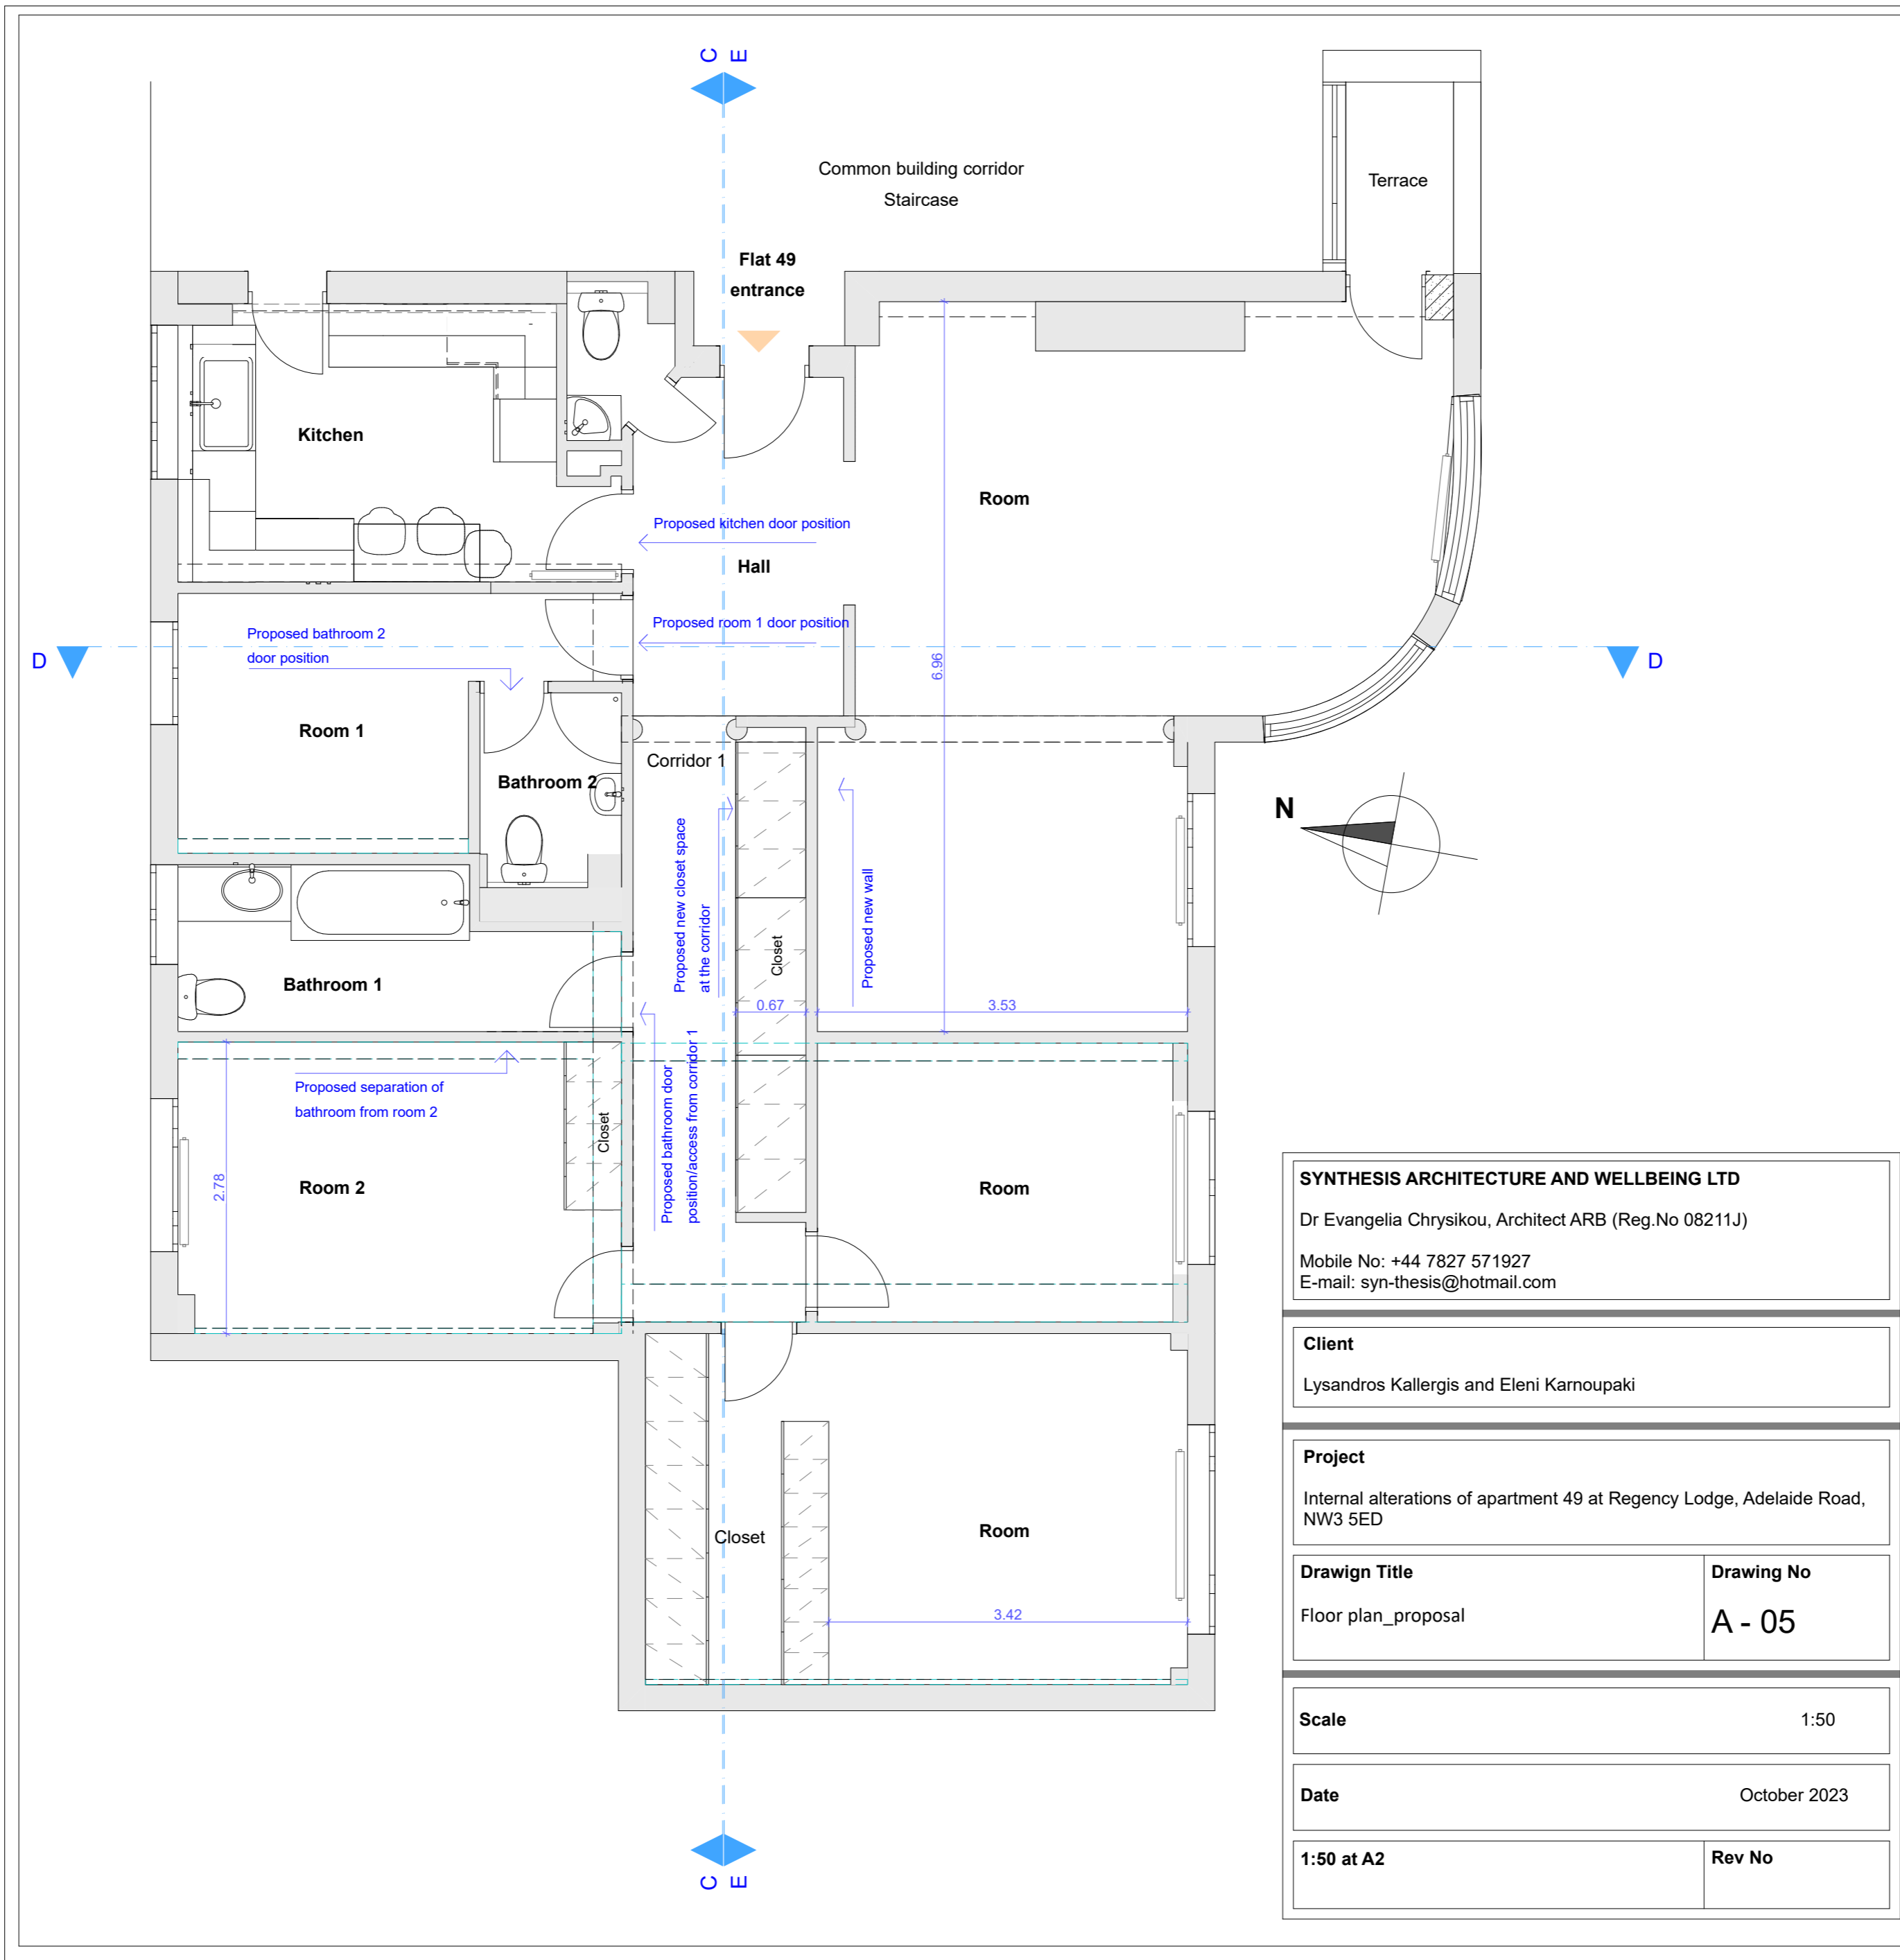 C
E
Common building corridor
Staircase
Terrace
Flat 49
entrance
Kitchen
Room
Proposed kitchen door position
Hall
Proposed room 1 door position
Proposed bathroom 2
door position
D
D
6.96
Room 1
Corridor 1
Bathroom 2
N
Proposed new closet space
at the corridor
Closet
Proposed new wall
Bathroom 1
0.67
3.53
Proposed bathroom door
position/access from corridor 1
Proposed separation of
bathroom from room 2
Closet
2.78
Room 2
Room
Closet
Room
3.42
C
E
SYNTHESIS ARCHITECTURE AND WELLBEING LTD
Dr Evangelia Chrysikou, Architect ARB (Reg.No 08211J)
Mobile No: +44 7827 571927
E-mail: syn-thesis@hotmail.com
Client
Lysandros Kallergis and Eleni Karnoupaki
Project
Internal alterations of apartment 49 at Regency Lodge, Adelaide Road,
NW3 5ED
Drawign Title
Drawing No
Floor plan_proposal
A - 05
Scale
1:50
Date
October 2023
1:50 at A2
Rev No